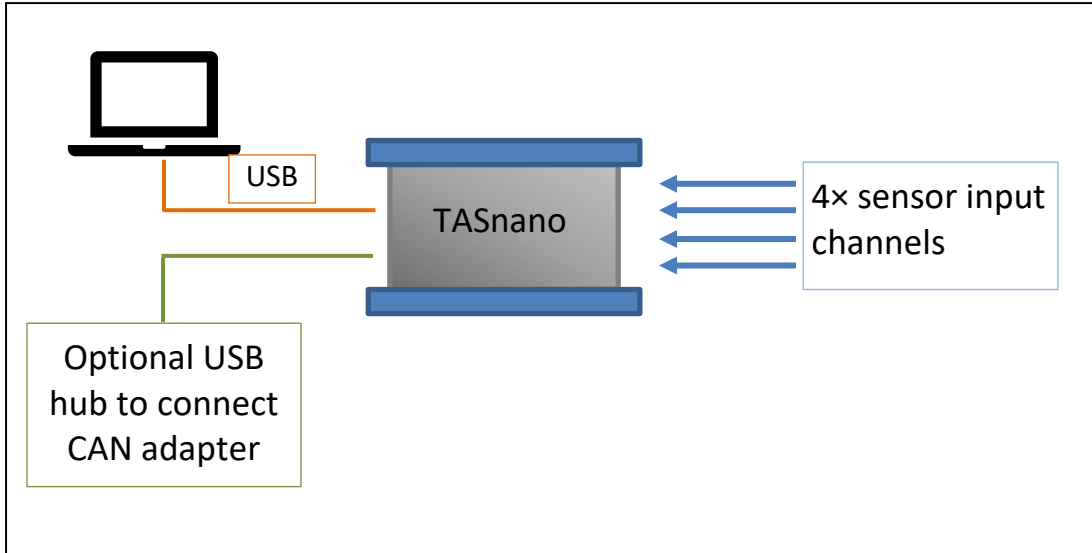 USB
TASnano
4× sensor input
channels
Optional USB
hub to connect
CAN adapter